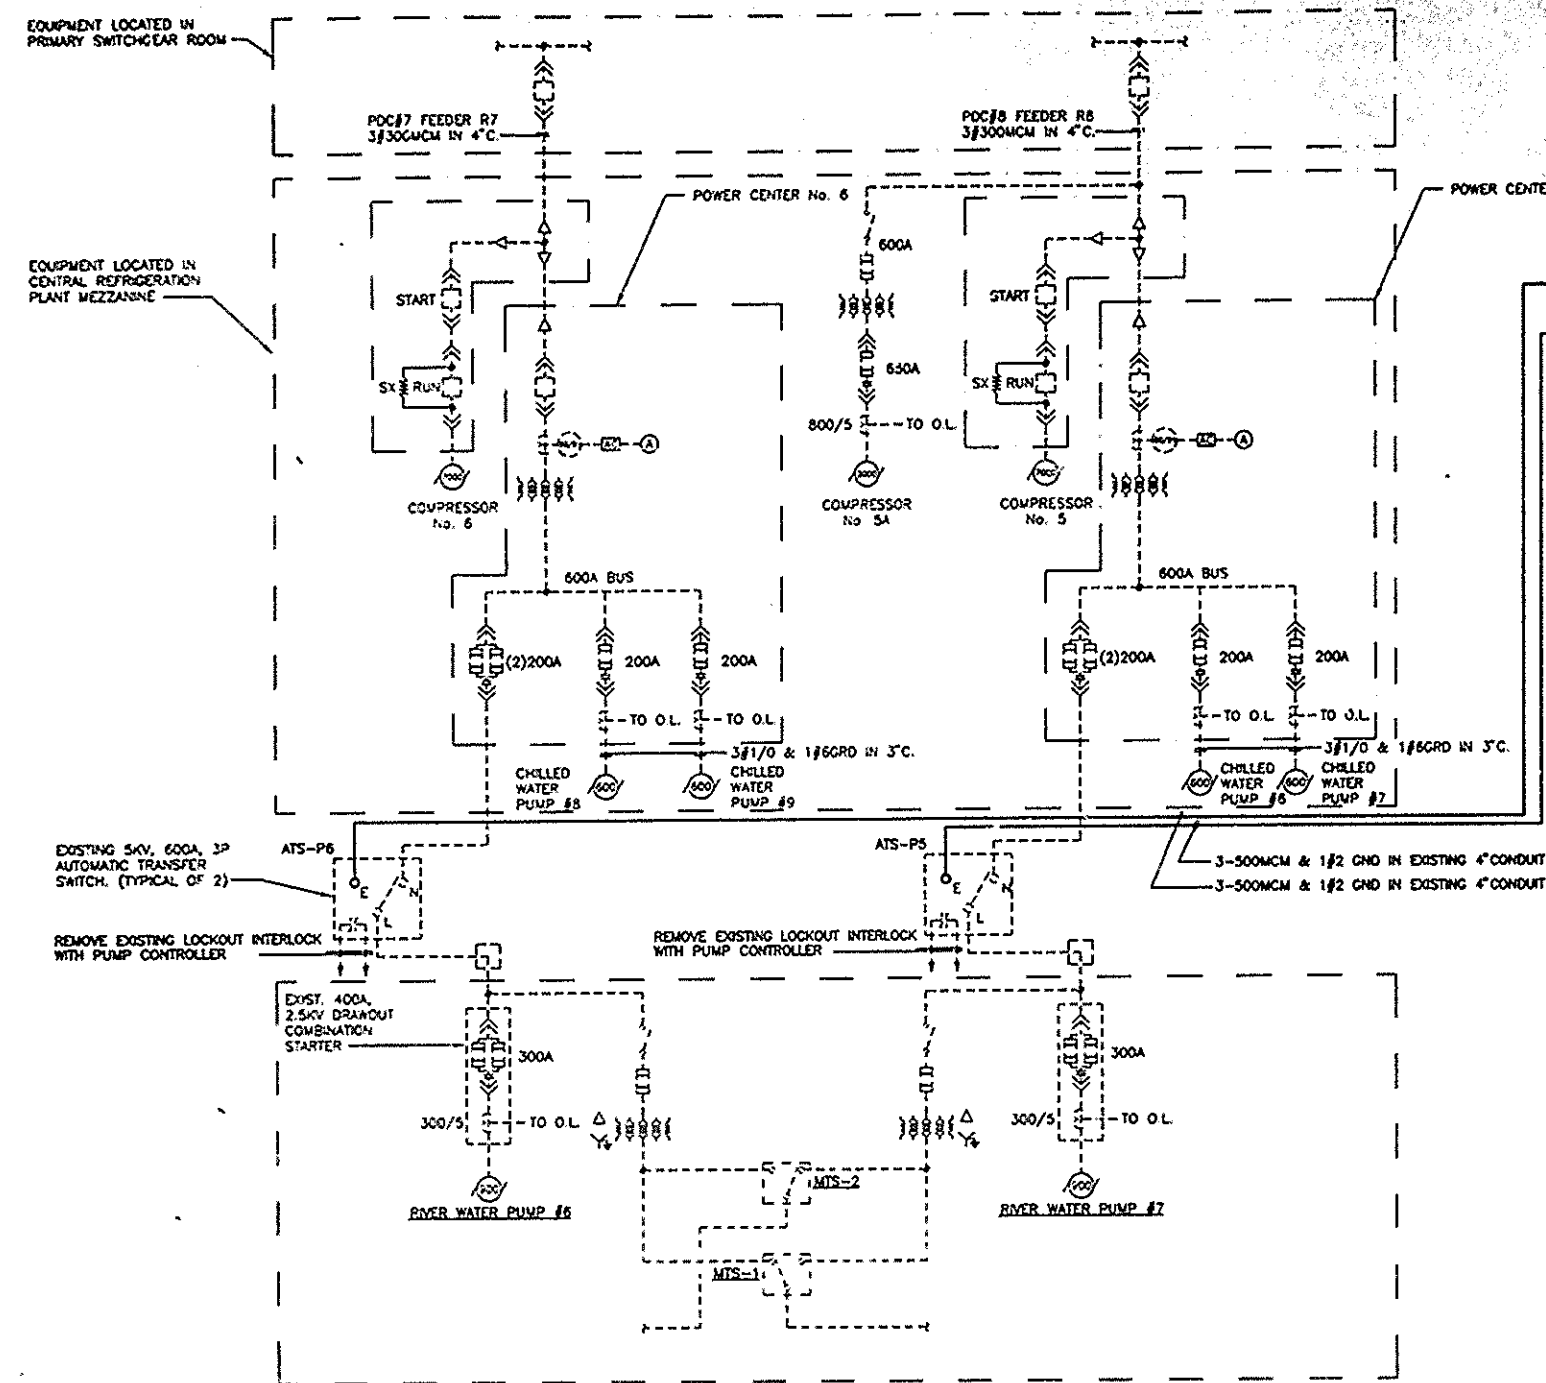 EQUIPMENT LOCATED IN
PRIMARY SWITCHGEAR ROOM
PDC#7 FEEDER R7
3#300MCM IN 4"C.
PDC#8 FEEDER R8
3#300MCM IN 4"C.
POWER CENTER No. 6
POWER CENTE
EQUIPMENT LOCATED IN
CENTRAL REFRIGERATION
PLANT MEZZANINE
START
SX
RUN
COMPRESSOR
No. 6
AC
A
600A
650A
800/5
TO O.L.
COMPRESSOR
No 5A
START
SX
RUN
COMPRESSOR
No. 5
AC
A
600A BUS
(2)200A
200A
200A
TO O.L.
TO O.L.
3#1/0 & 1#6GRD IN 3"C.
CHILLED
WATER
PUMP #8
600
600
CHILLED
WATER
PUMP #9
600A BUS
(2)200A
200A
200A
TO O.L.
TO O.L.
3#1/0 & 1#6GRD IN 3"C.
600
CHILLED
WATER
PUMP #6
600
CHILLED
WATER
PUMP #7
EXISTING 5KV, 600A, 3P
AUTOMATIC TRANSFER
SWITCH. (TYPICAL OF 2)
ATS-P6
E
N
L
ATS-P5
E
N
L
3-500MCM & 1#2 GND IN EXISTING 4"CONDUIT
3-500MCM & 1#2 GND IN EXISTING 4"CONDUIT
REMOVE EXISTING LOCKOUT INTERLOCK
WITH PUMP CONTROLLER
REMOVE EXISTING LOCKOUT INTERLOCK
WITH PUMP CONTROLLER
EXIST. 400A,
2.5KV DRAWOUT
COMBINATION
STARTER
300A
300/5
TO O.L.
RIVER WATER PUMP #6
300A
300/5
TO O.L.
RIVER WATER PUMP #7
MTS-2
MTS-1